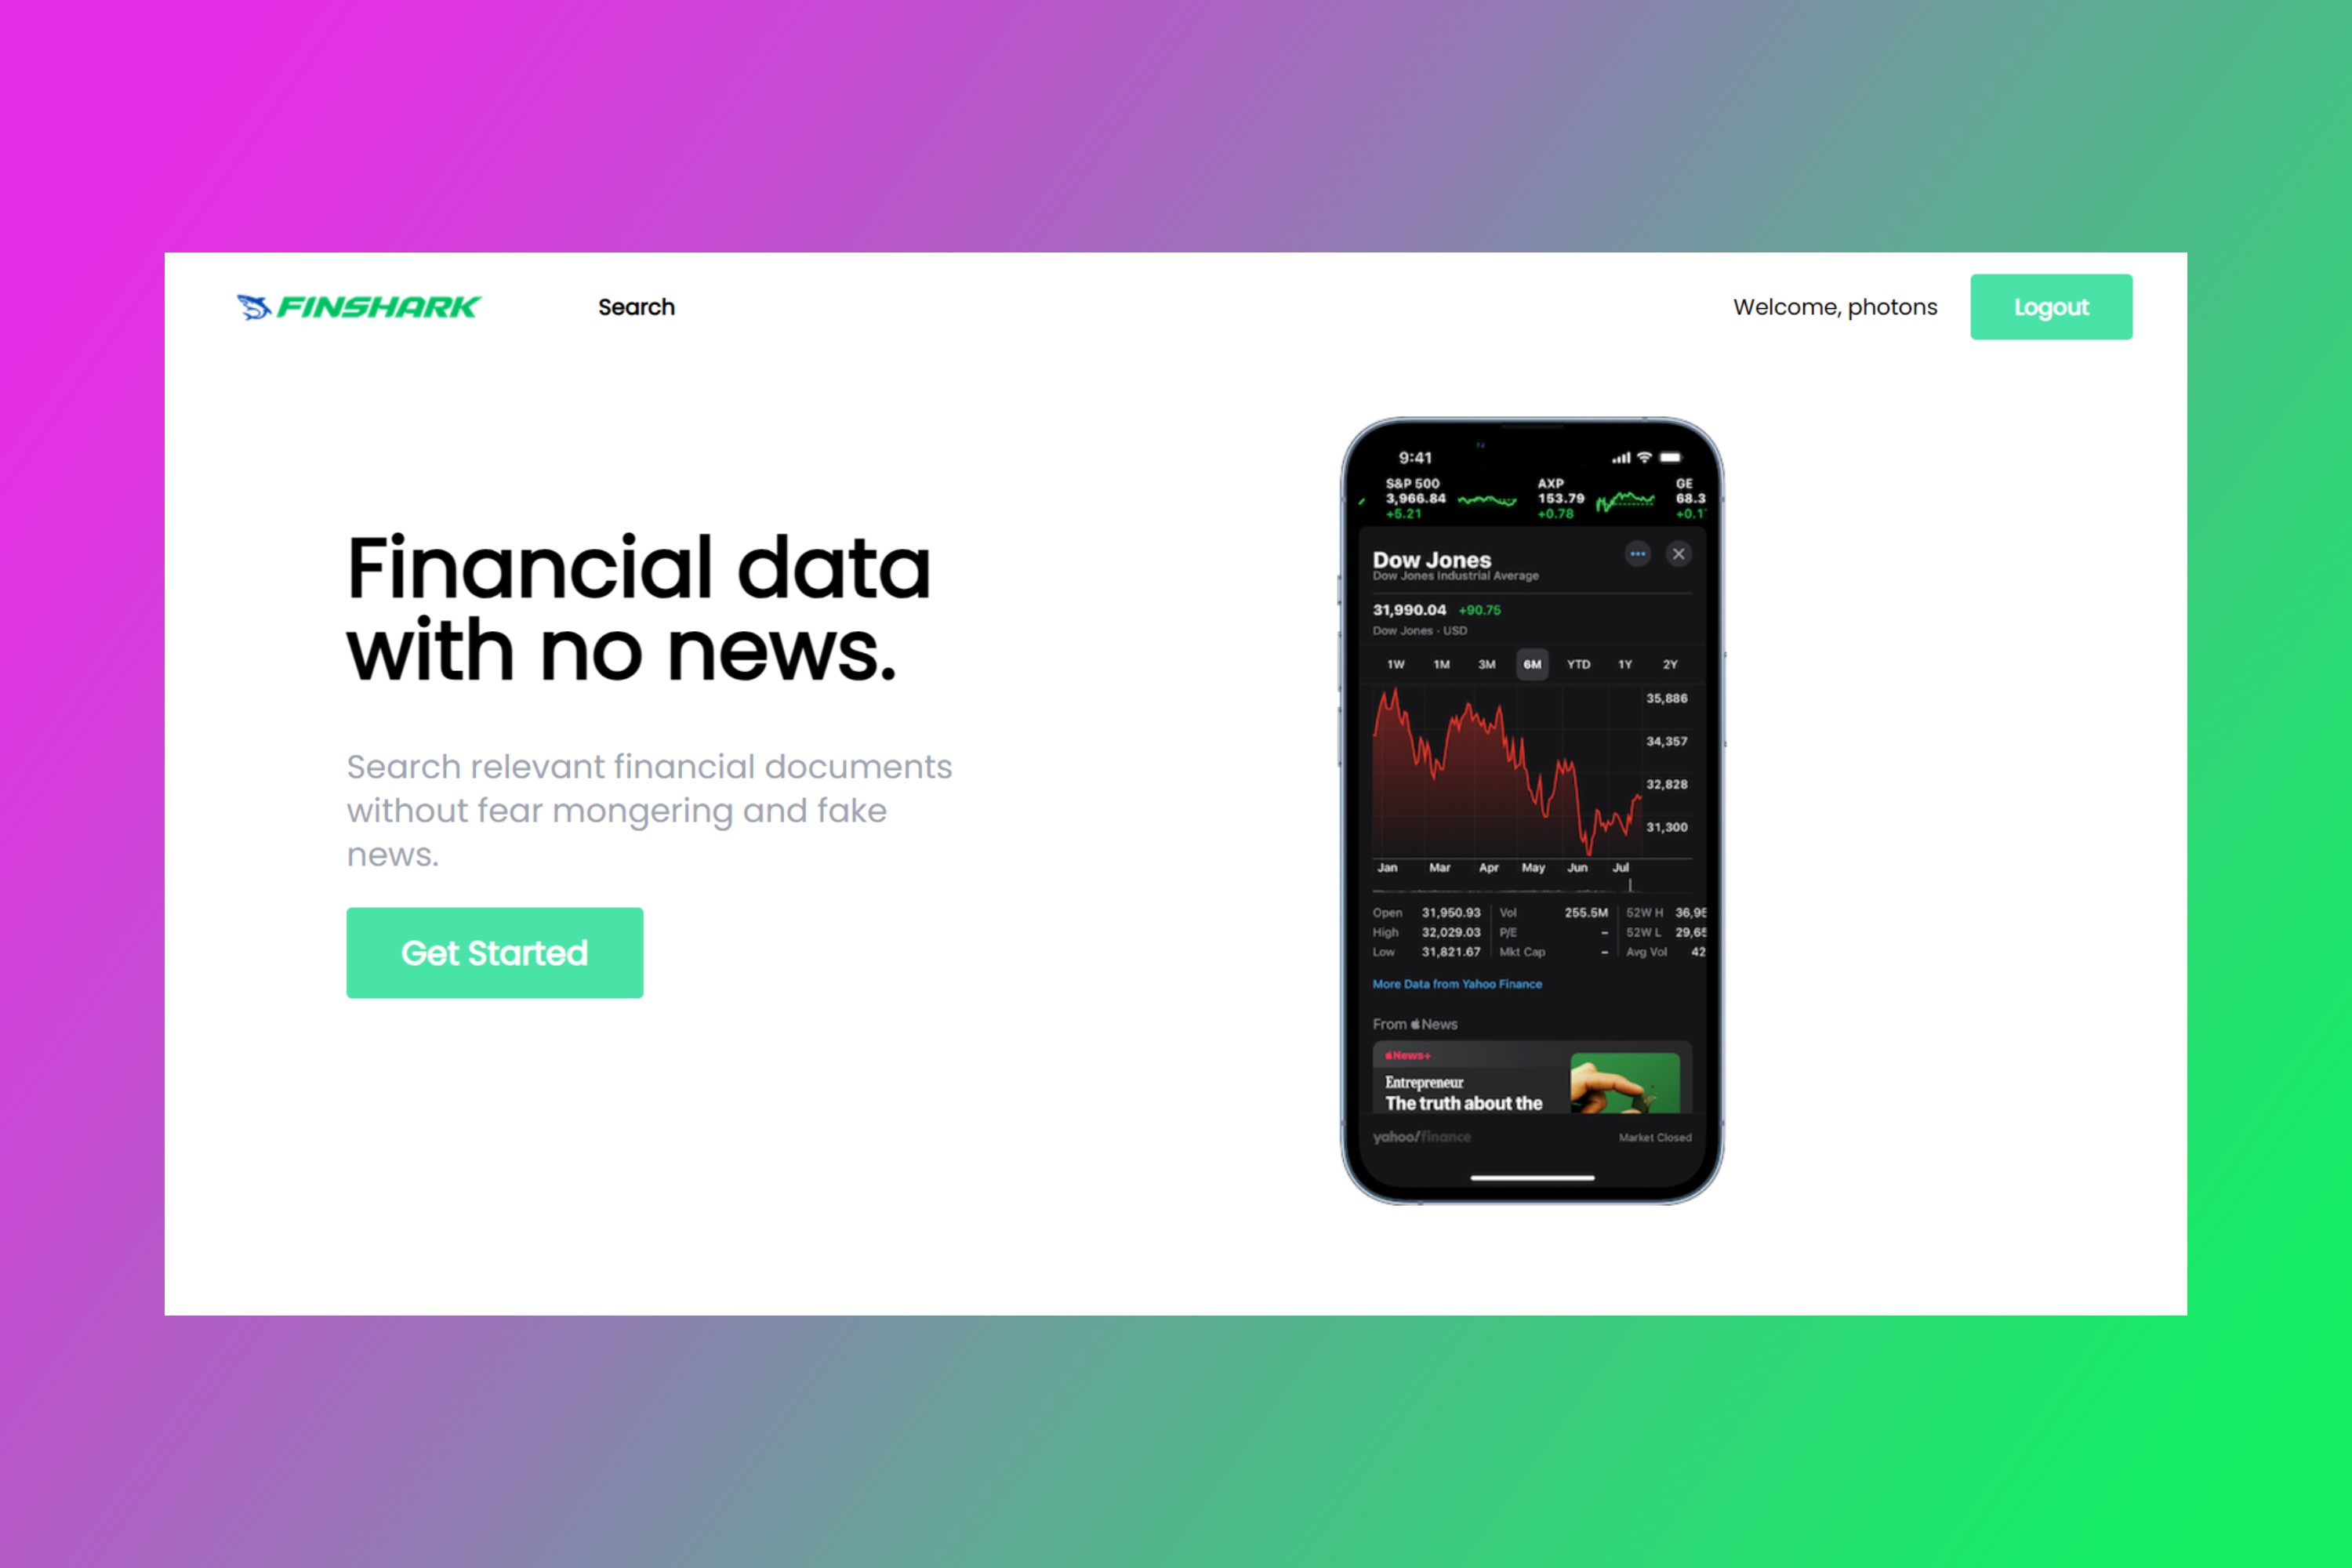 FINSHARK
Search
Welcome, photons
Logout
Financial data
with no news.
Search relevant financial documents
without fear mongering and fake
news.
Get Started
9:41
S&P 500 AXP GE
3,966.84 153.79 68.3
+5.21 +0.78 +0.1
Dow Jones
Dow Jones Industrial Average
31,990.04 +90.75
Dow Jones · USD
1W 1M 3M 6M YTD 1Y 2Y
35,886
34,357
32,828
31,300
Jan Mar Apr May Jun Jul
Open 31,950.93 Vol 255.5M 52W H 36,95
High 32,029.03 P/E – 52W L 29,65
Low 31,821.67 Mkt Cap – Avg Vol 42
More Data from Yahoo Finance
From News
News+
Entrepreneur
The truth about the
yahoo!finance Market Closed